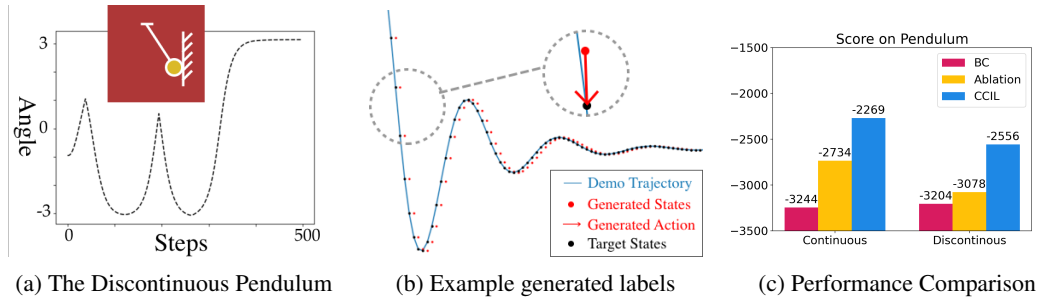 Angle
3
0
-3
0
500
Steps
(a) The Discontinuous Pendulum
Demo Trajectory
Generated States
Generated Action
Target States
(b) Example generated labels
Score on Pendulum
-1500
-2000
-2500
-3000
-3500
BC
Ablation
CCIL
-3244
-2734
-2269
-3204
-3078
-2556
Continuous
Discontinous
(c) Performance Comparison